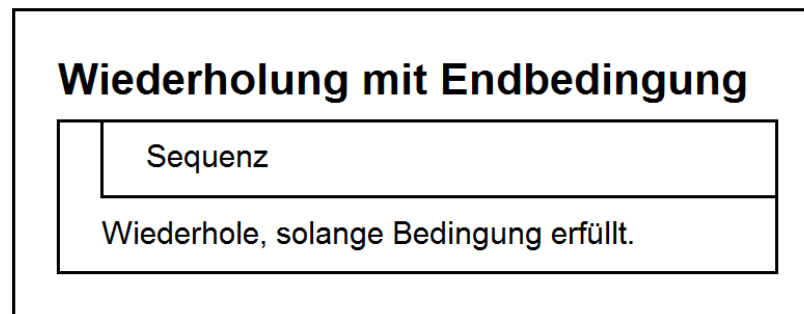 Wiederholung mit Endbedingung
Sequenz
Wiederhole, solange Bedingung erfüllt.